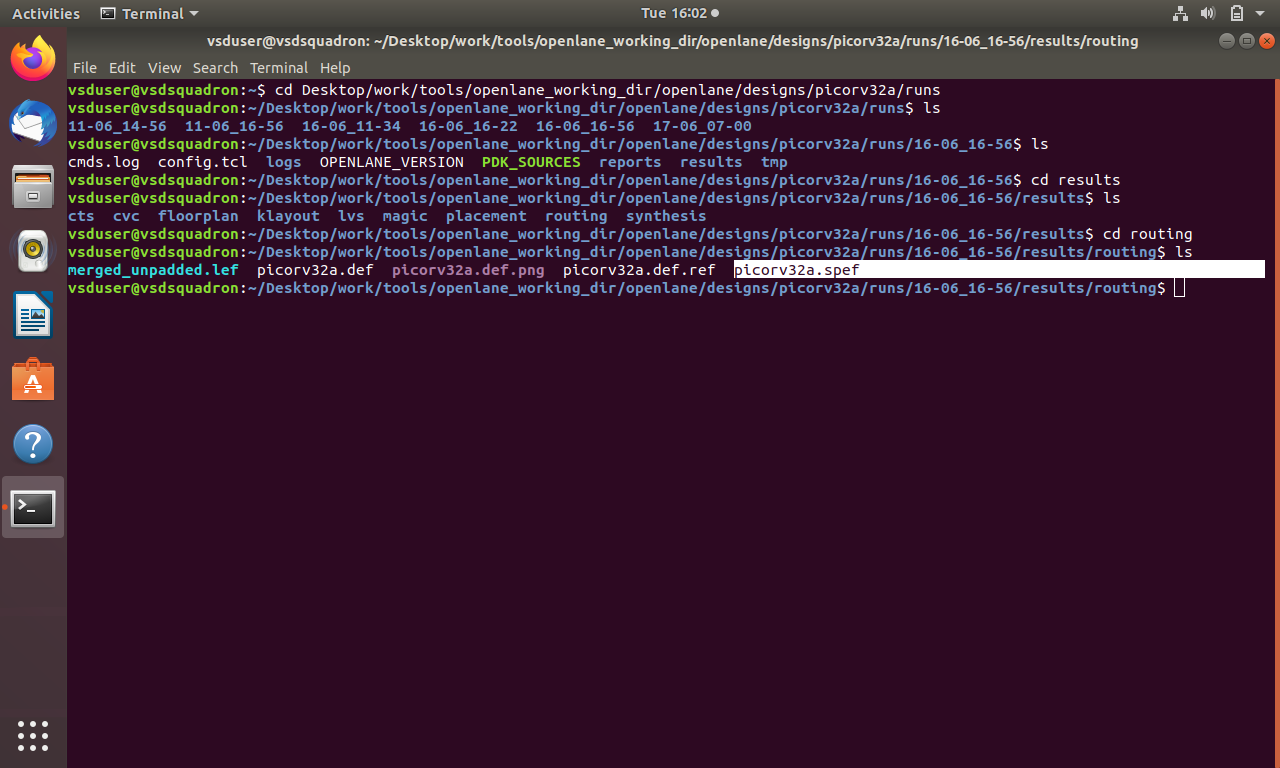 Activities Terminal Tue 16:02
vsduser@vsdsquadron: ~/Desktop/work/tools/openlane_working_dir/openlane/designs/picorv32a/runs/16-06_16-56/results/routing
File Edit View Search Terminal Help
vsduser@vsdsquadron:~$ cd Desktop/work/tools/openlane_working_dir/openlane/designs/picorv32a/runs
vsduser@vsdsquadron:~/Desktop/work/tools/openlane_working_dir/openlane/designs/picorv32a/runs$ ls
11-06_14-56  11-06_16-56  16-06_11-34  16-06_16-22  16-06_16-56  17-06_07-00
vsduser@vsdsquadron:~/Desktop/work/tools/openlane_working_dir/openlane/designs/picorv32a/runs/16-06_16-56$ ls
cmds.log  config.tcl  logs  OPENLANE_VERSION  PDK_SOURCES  reports  results  tmp
vsduser@vsdsquadron:~/Desktop/work/tools/openlane_working_dir/openlane/designs/picorv32a/runs/16-06_16-56$ cd results
vsduser@vsdsquadron:~/Desktop/work/tools/openlane_working_dir/openlane/designs/picorv32a/runs/16-06_16-56/results$ ls
cts  cvc  floorplan  klayout  lvs  magic  placement  routing  synthesis
vsduser@vsdsquadron:~/Desktop/work/tools/openlane_working_dir/openlane/designs/picorv32a/runs/16-06_16-56/results$ cd routing
vsduser@vsdsquadron:~/Desktop/work/tools/openlane_working_dir/openlane/designs/picorv32a/runs/16-06_16-56/results/routing$ ls
merged_unpadded.lef  picorv32a.def  picorv32a.def.png  picorv32a.def.ref  picorv32a.spef
vsduser@vsdsquadron:~/Desktop/work/tools/openlane_working_dir/openlane/designs/picorv32a/runs/16-06_16-56/results/routing$